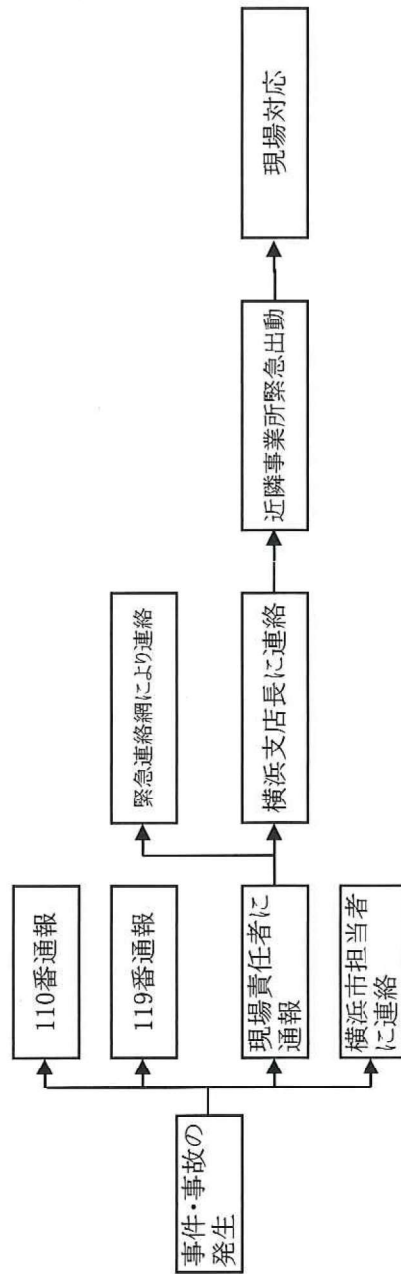 事件・事故の
発生
110番通報
119番通報
現場責任者に
通報
横浜市担当者
に連絡
緊急連絡網により連絡
横浜支店長に連絡
近隣事業所緊急出動
現場対応